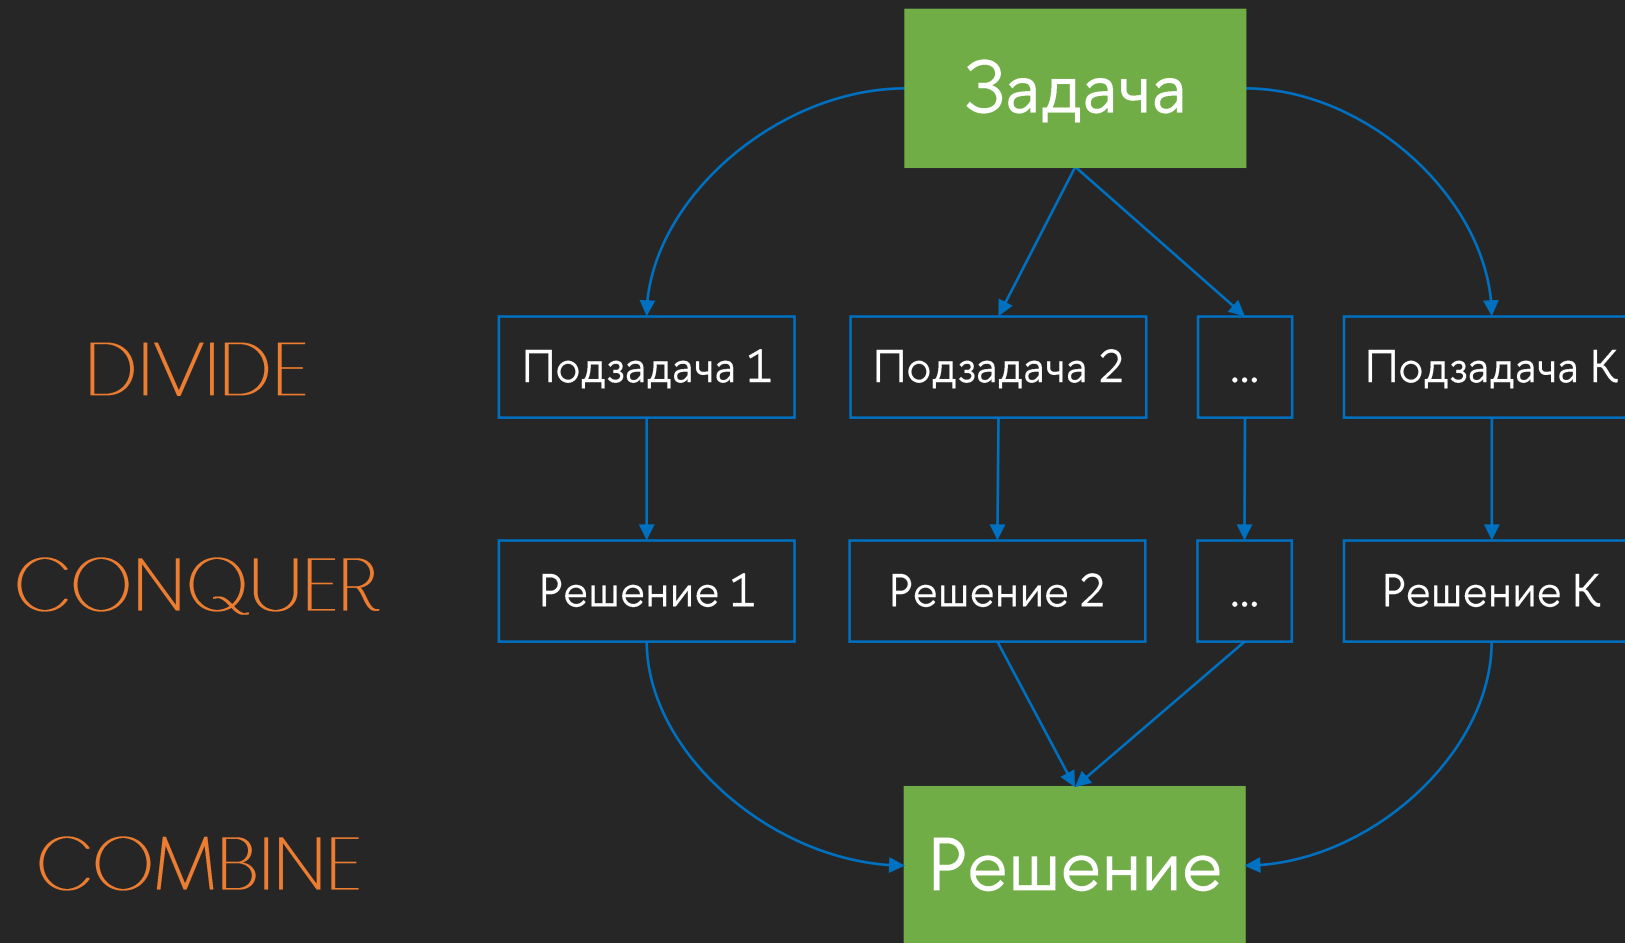 Задача
DIVIDE
Подзадача 1
Подзадача 2
...
Подзадача К
CONQUER
Решение 1
Решение 2
...
Решение К
COMBINE
Решение